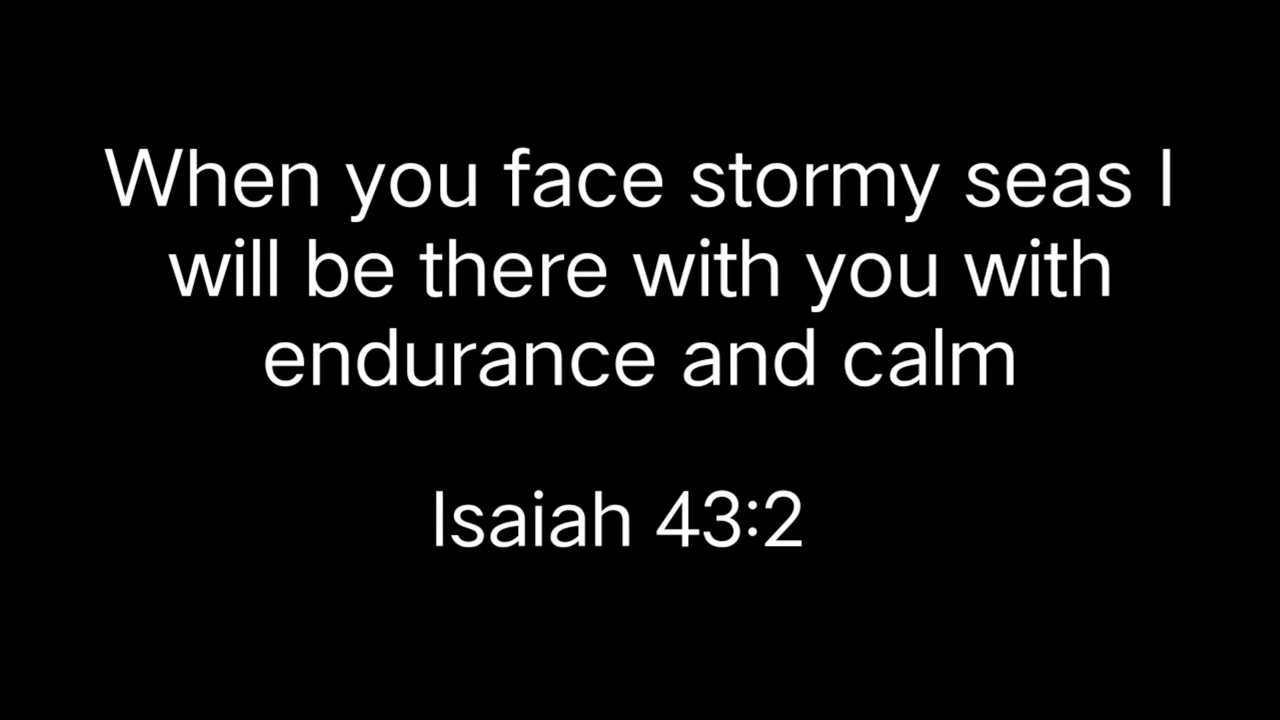 When you face stormy seas I
will be there with you with
endurance and calm
Isaiah 43:2